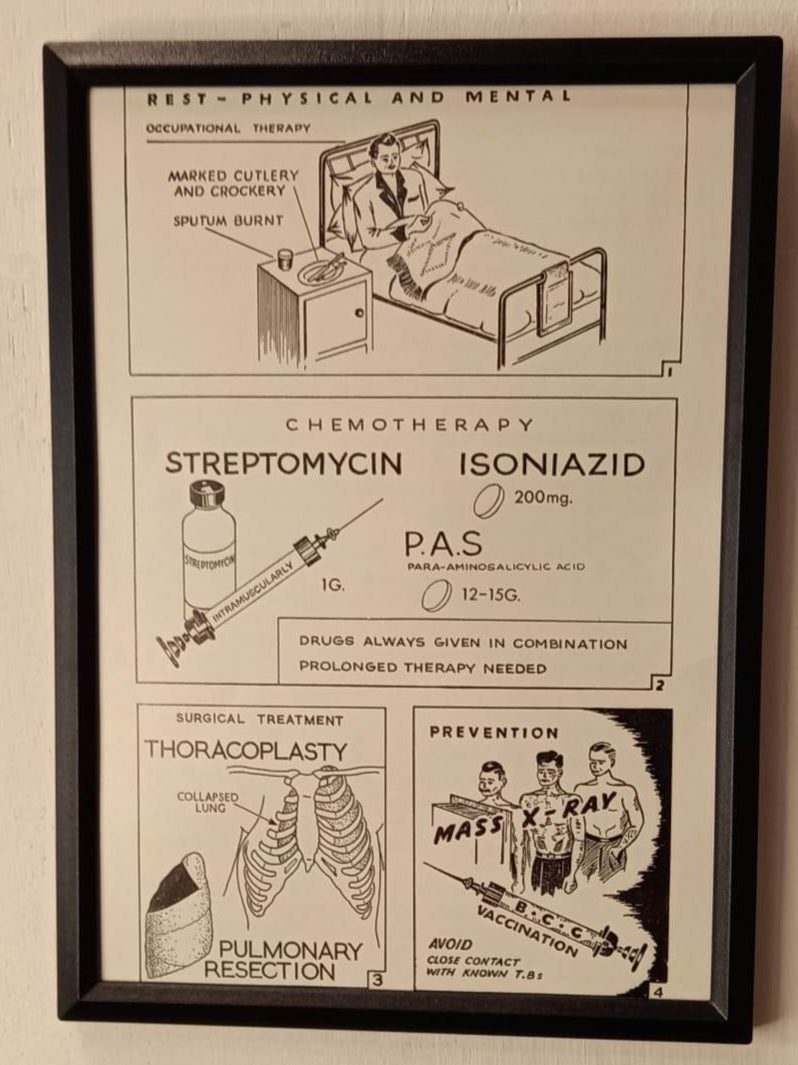 REST - PHYSICAL AND MENTAL
OCCUPATIONAL THERAPY
MARKED CUTLERY
AND CROCKERY
SPUTUM BURNT
1
CHEMOTHERAPY
STREPTOMYCIN
ISONIAZID
200mg.
STREPTOMYCIN
INTRAMUSCULARLY
1G.
P.A.S
PARA-AMINOSALICYLIC ACID
12-15G.
DRUGS ALWAYS GIVEN IN COMBINATION
PROLONGED THERAPY NEEDED
2
SURGICAL TREATMENT
THORACOPLASTY
COLLAPSED
LUNG
PULMONARY
RESECTION
3
PREVENTION
MASS X-RAY
B.C.G
VACCINATION
AVOID
CLOSE CONTACT
WITH KNOWN T.Bs
4